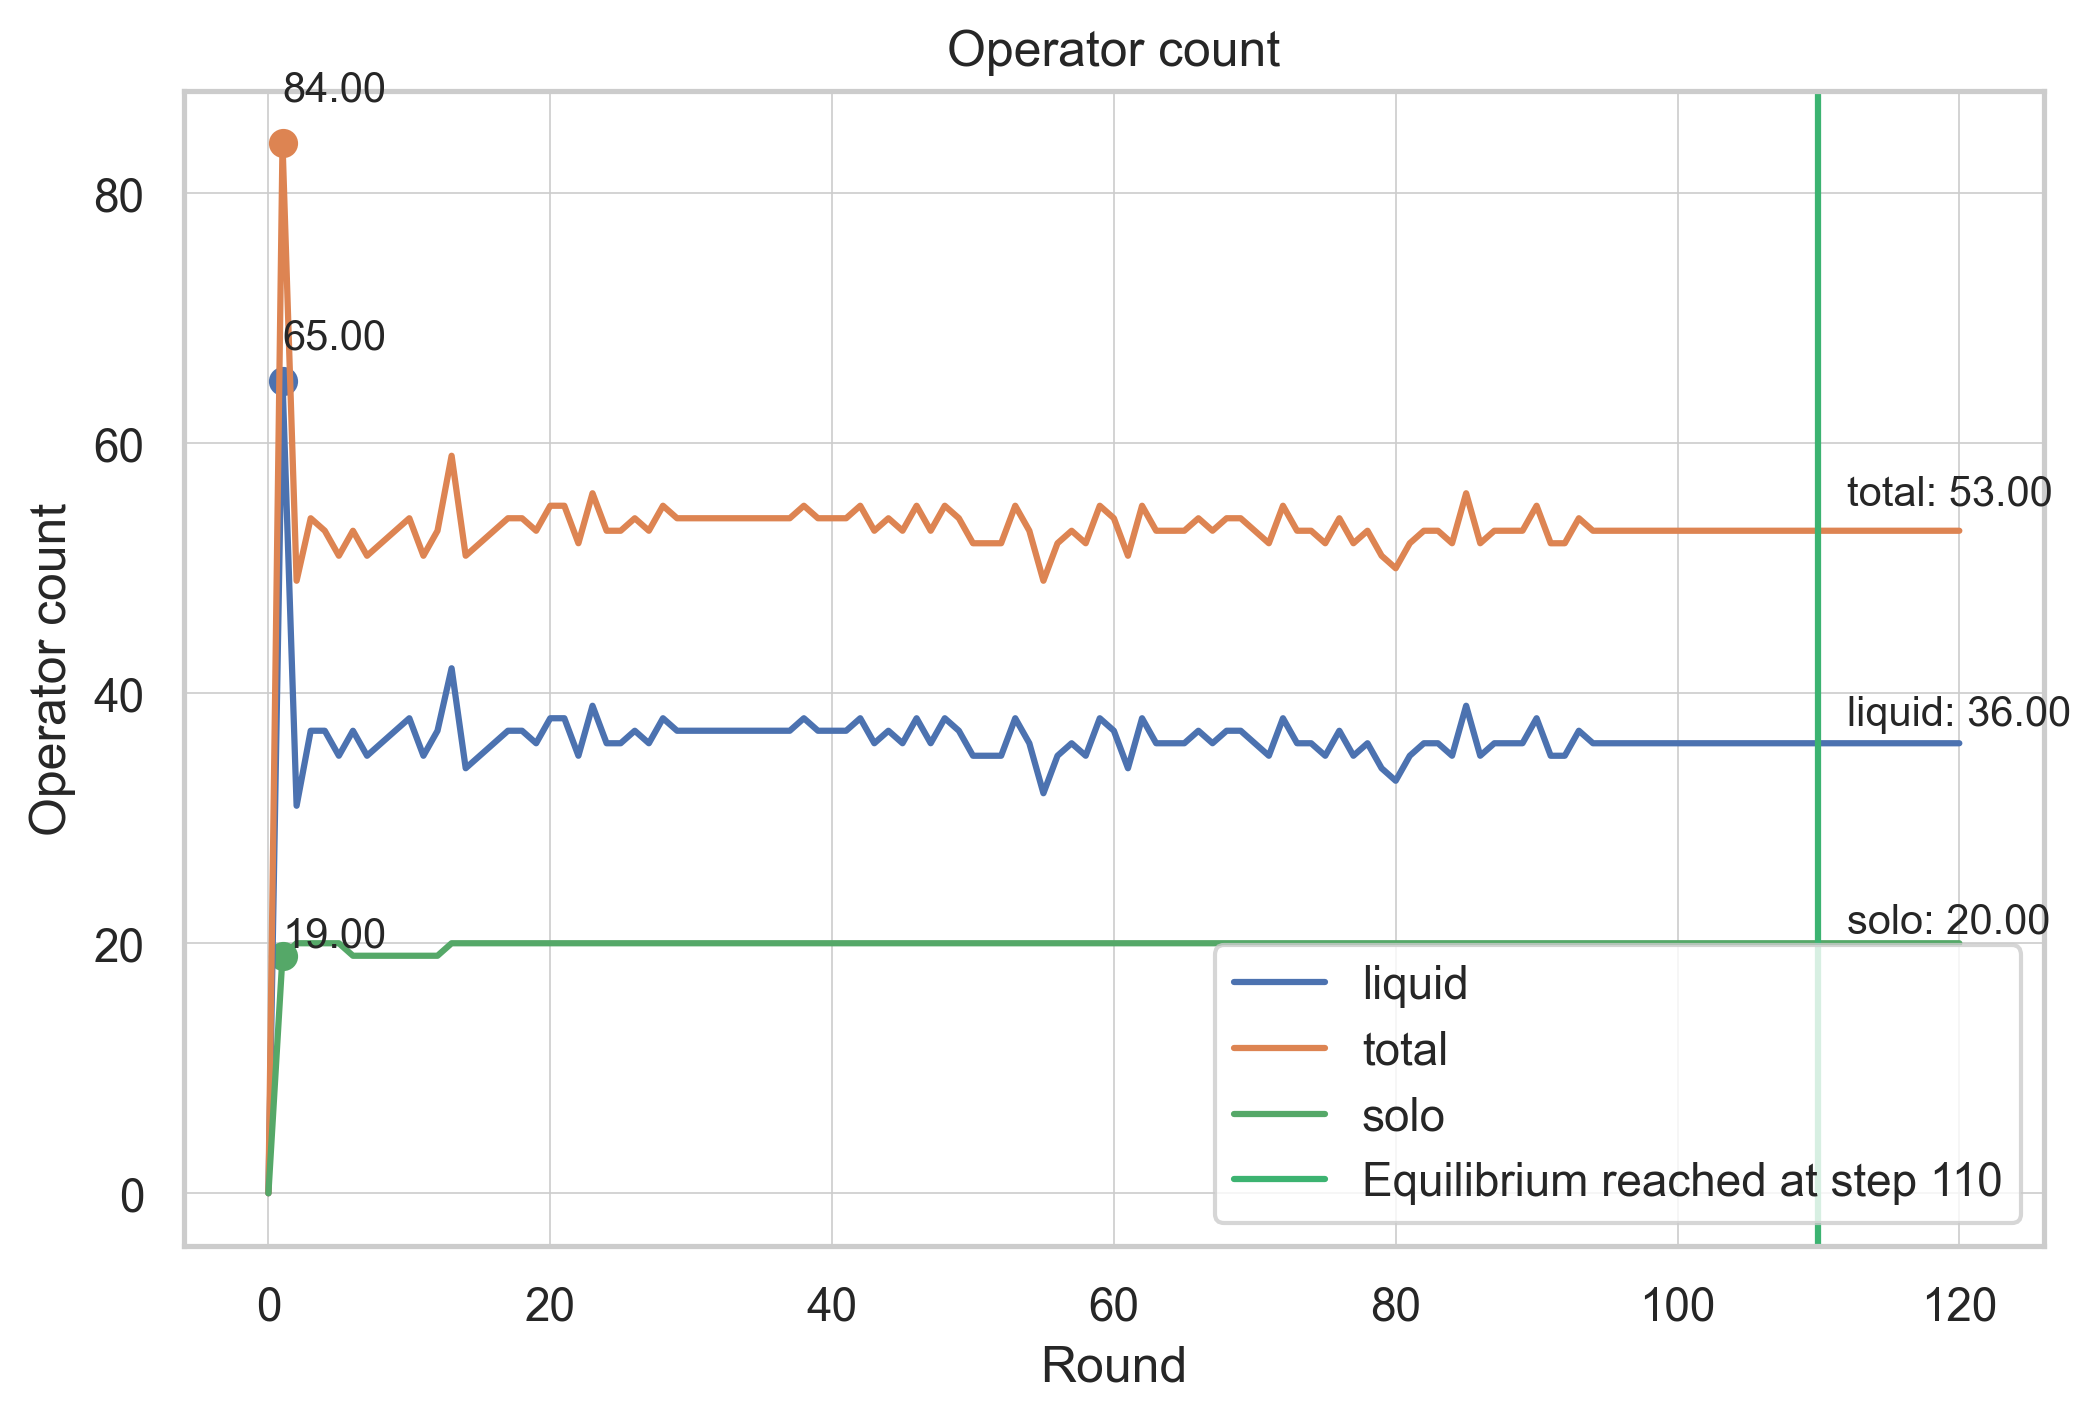 Operator count
84.00
80
65.00
60
total: 53.00
Operator count
40
liquid: 36.00
20
19.00
solo: 20.00
liquid
total
solo
Equilibrium reached at step 110
0
0 20 40 60 80 100 120
Round